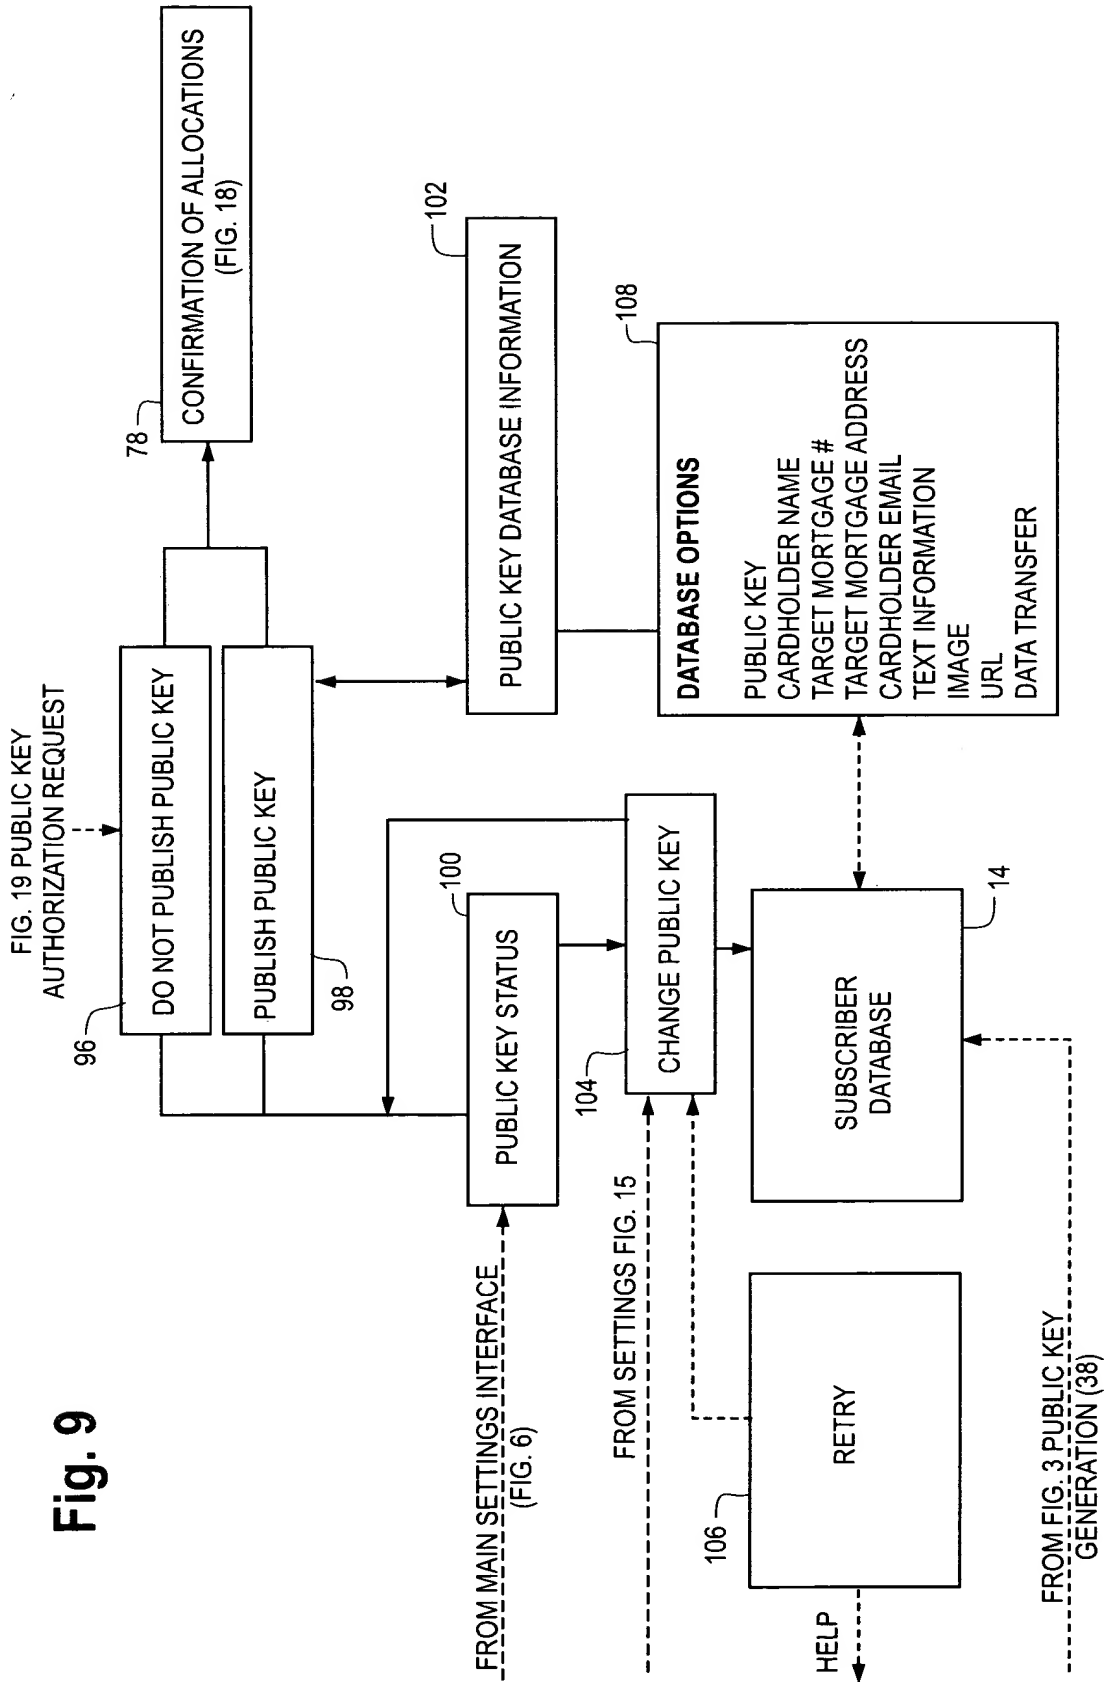 Fig. 9
FIG. 19 PUBLIC KEY
AUTHORIZATION REQUEST
96
DO NOT PUBLISH PUBLIC KEY
PUBLISH PUBLIC KEY
98
78
CONFIRMATION OF ALLOCATIONS
(FIG. 18)
FROM MAIN SETTINGS INTERFACE
(FIG. 6)
PUBLIC KEY STATUS
100
PUBLIC KEY DATABASE INFORMATION
102
FROM SETTINGS FIG. 15
104
CHANGE PUBLIC KEY
106
RETRY
HELP
SUBSCRIBER
DATABASE
14
108
DATABASE OPTIONS
PUBLIC KEY
CARDHOLDER NAME
TARGET MORTGAGE #
TARGET MORTGAGE ADDRESS
CARDHOLDER EMAIL
TEXT INFORMATION
IMAGE
URL
DATA TRANSFER
FROM FIG. 3 PUBLIC KEY
GENERATION (38)